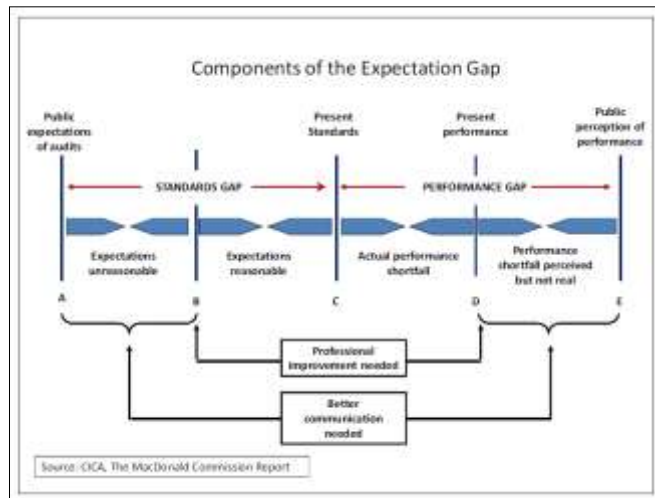 Components of the Expectation Gap
Public
expectations
of audits
Present
Standards
Present
performance
Public
perception of
performance
STANDARDS GAP
PERFORMANCE GAP
Expectations
unreasonable
Expectations
reasonable
Actual performance
shortfall
Performance
shortfall perceived
but not real
A
B
C
D
E
Professional
improvement needed
Better
communication
needed
Source: CICA, The MacDonald Commission Report